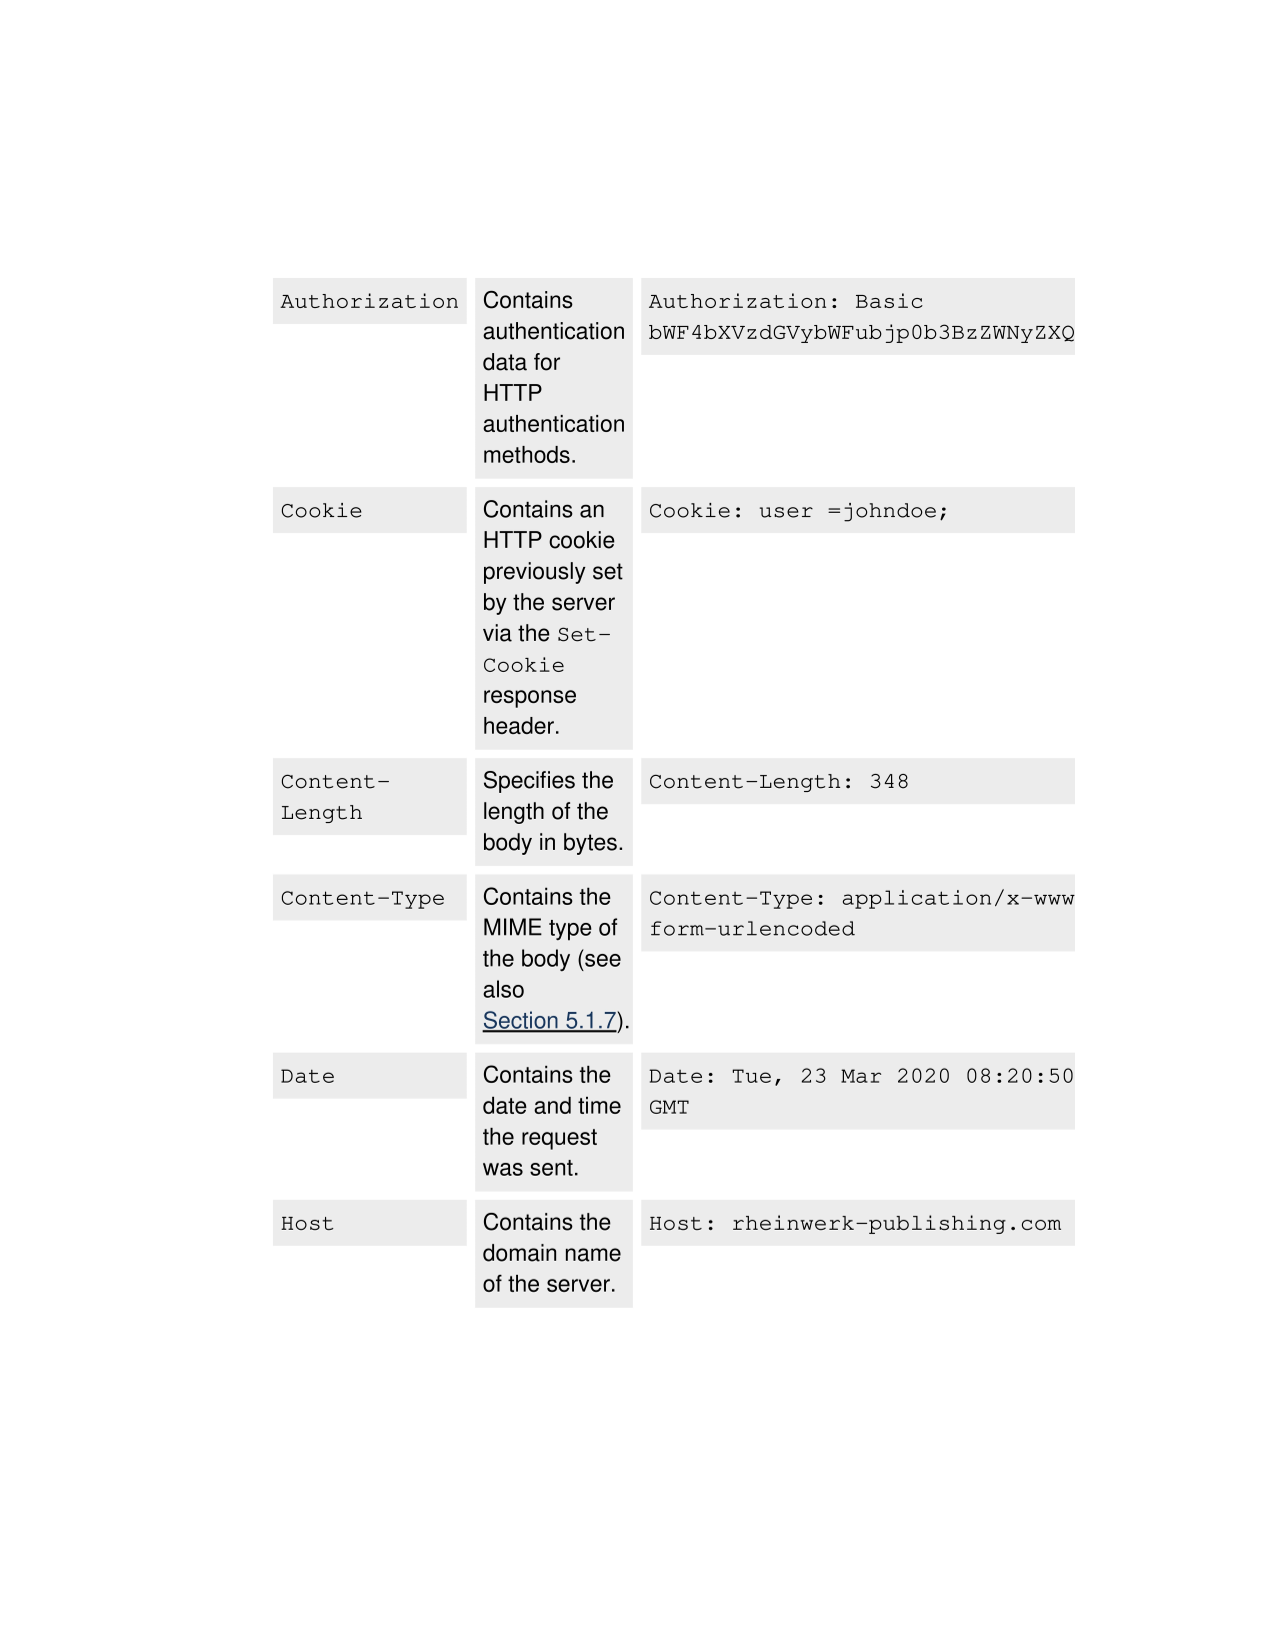 Authorization
Contains
authentication
data for
HTTP
authentication
methods.
Authorization: Basic
bWF4bXVzdGVybWFubjp0b3BzZWNyZXQ
Cookie
Contains an
HTTP cookie
previously set
by the server
via the Set-
Cookie
response
header.
Cookie: user =johndoe;
Content-
Length
Specifies the
length of the
body in bytes.
Content-Length: 348
Content-Type
Contains the
MIME type of
the body (see
also
Section 5.1.7).
Content-Type: application/x-www
form-urlencoded
Date
Contains the
date and time
the request
was sent.
Date: Tue, 23 Mar 2020 08:20:50
GMT
Host
Contains the
domain name
of the server.
Host: rheinwerk-publishing.com